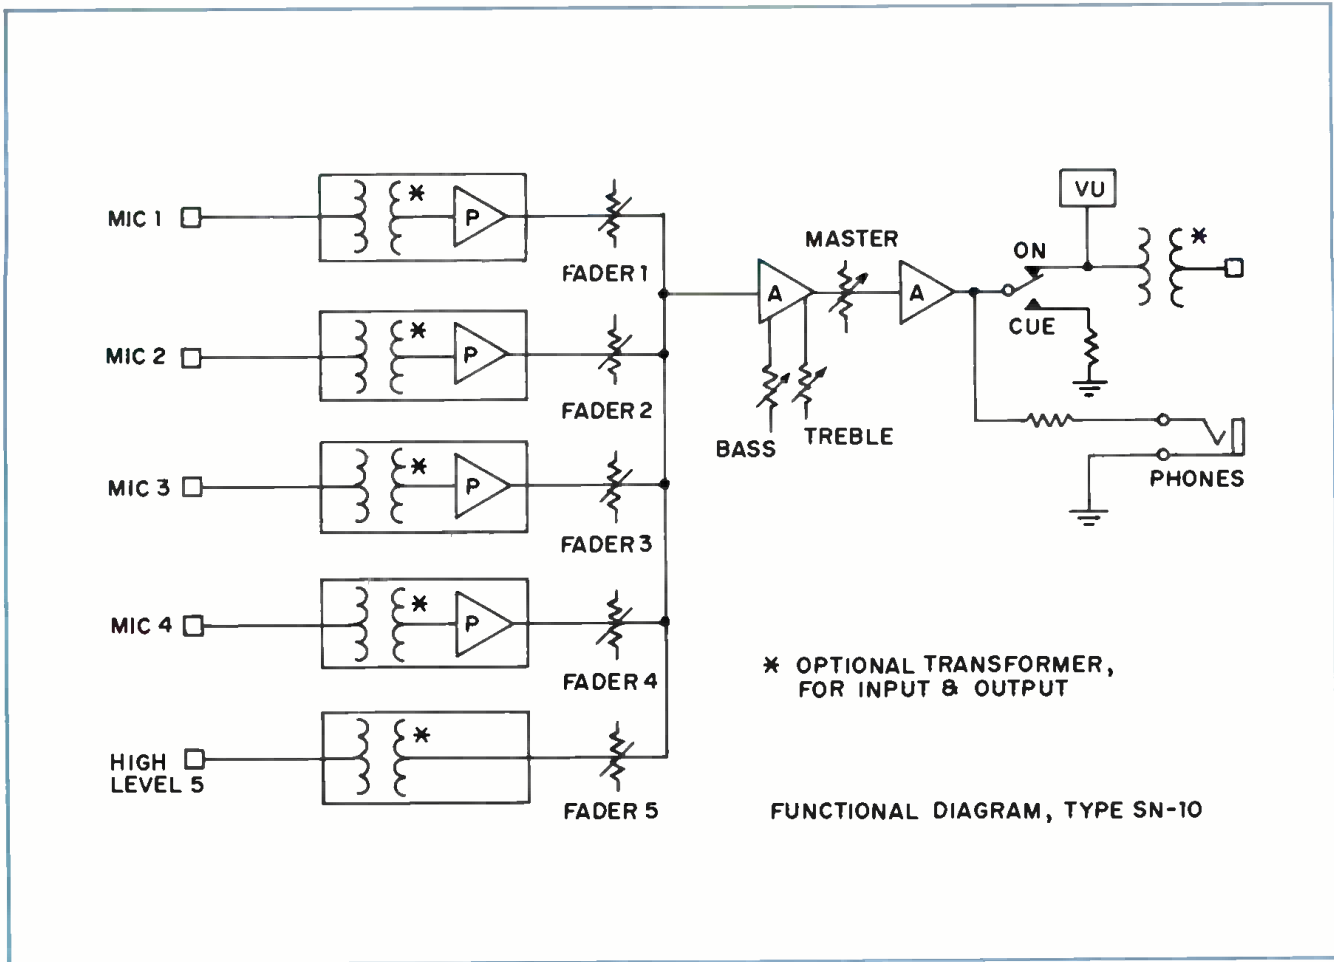 MIC 1
*
P
FADER 1
MIC 2
*
P
FADER 2
MIC 3
*
P
FADER 3
MIC 4
*
P
FADER 4
HIGH
LEVEL 5
*
FADER 5
A
BASS
TREBLE
MASTER
A
ON
CUE
VU
*
PHONES
* OPTIONAL TRANSFORMER,
FOR INPUT & OUTPUT
FUNCTIONAL DIAGRAM, TYPE SN-10